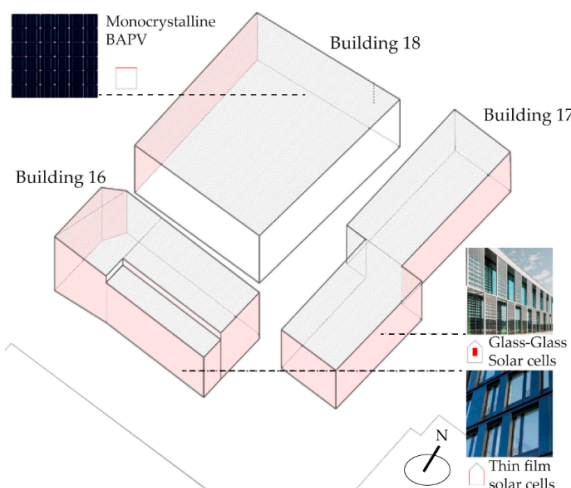 Monocrystalline
BAPV
Building 18
Building 17
Building 16
Glass-Glass
Solar cells
N
Thin film
solar cells